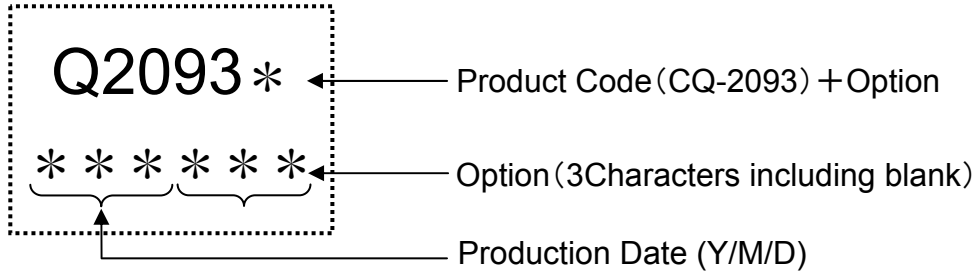 Q2093* Product Code（CQ-2093）＋Option
****** Option（3Characters including blank）
Production Date (Y/M/D)